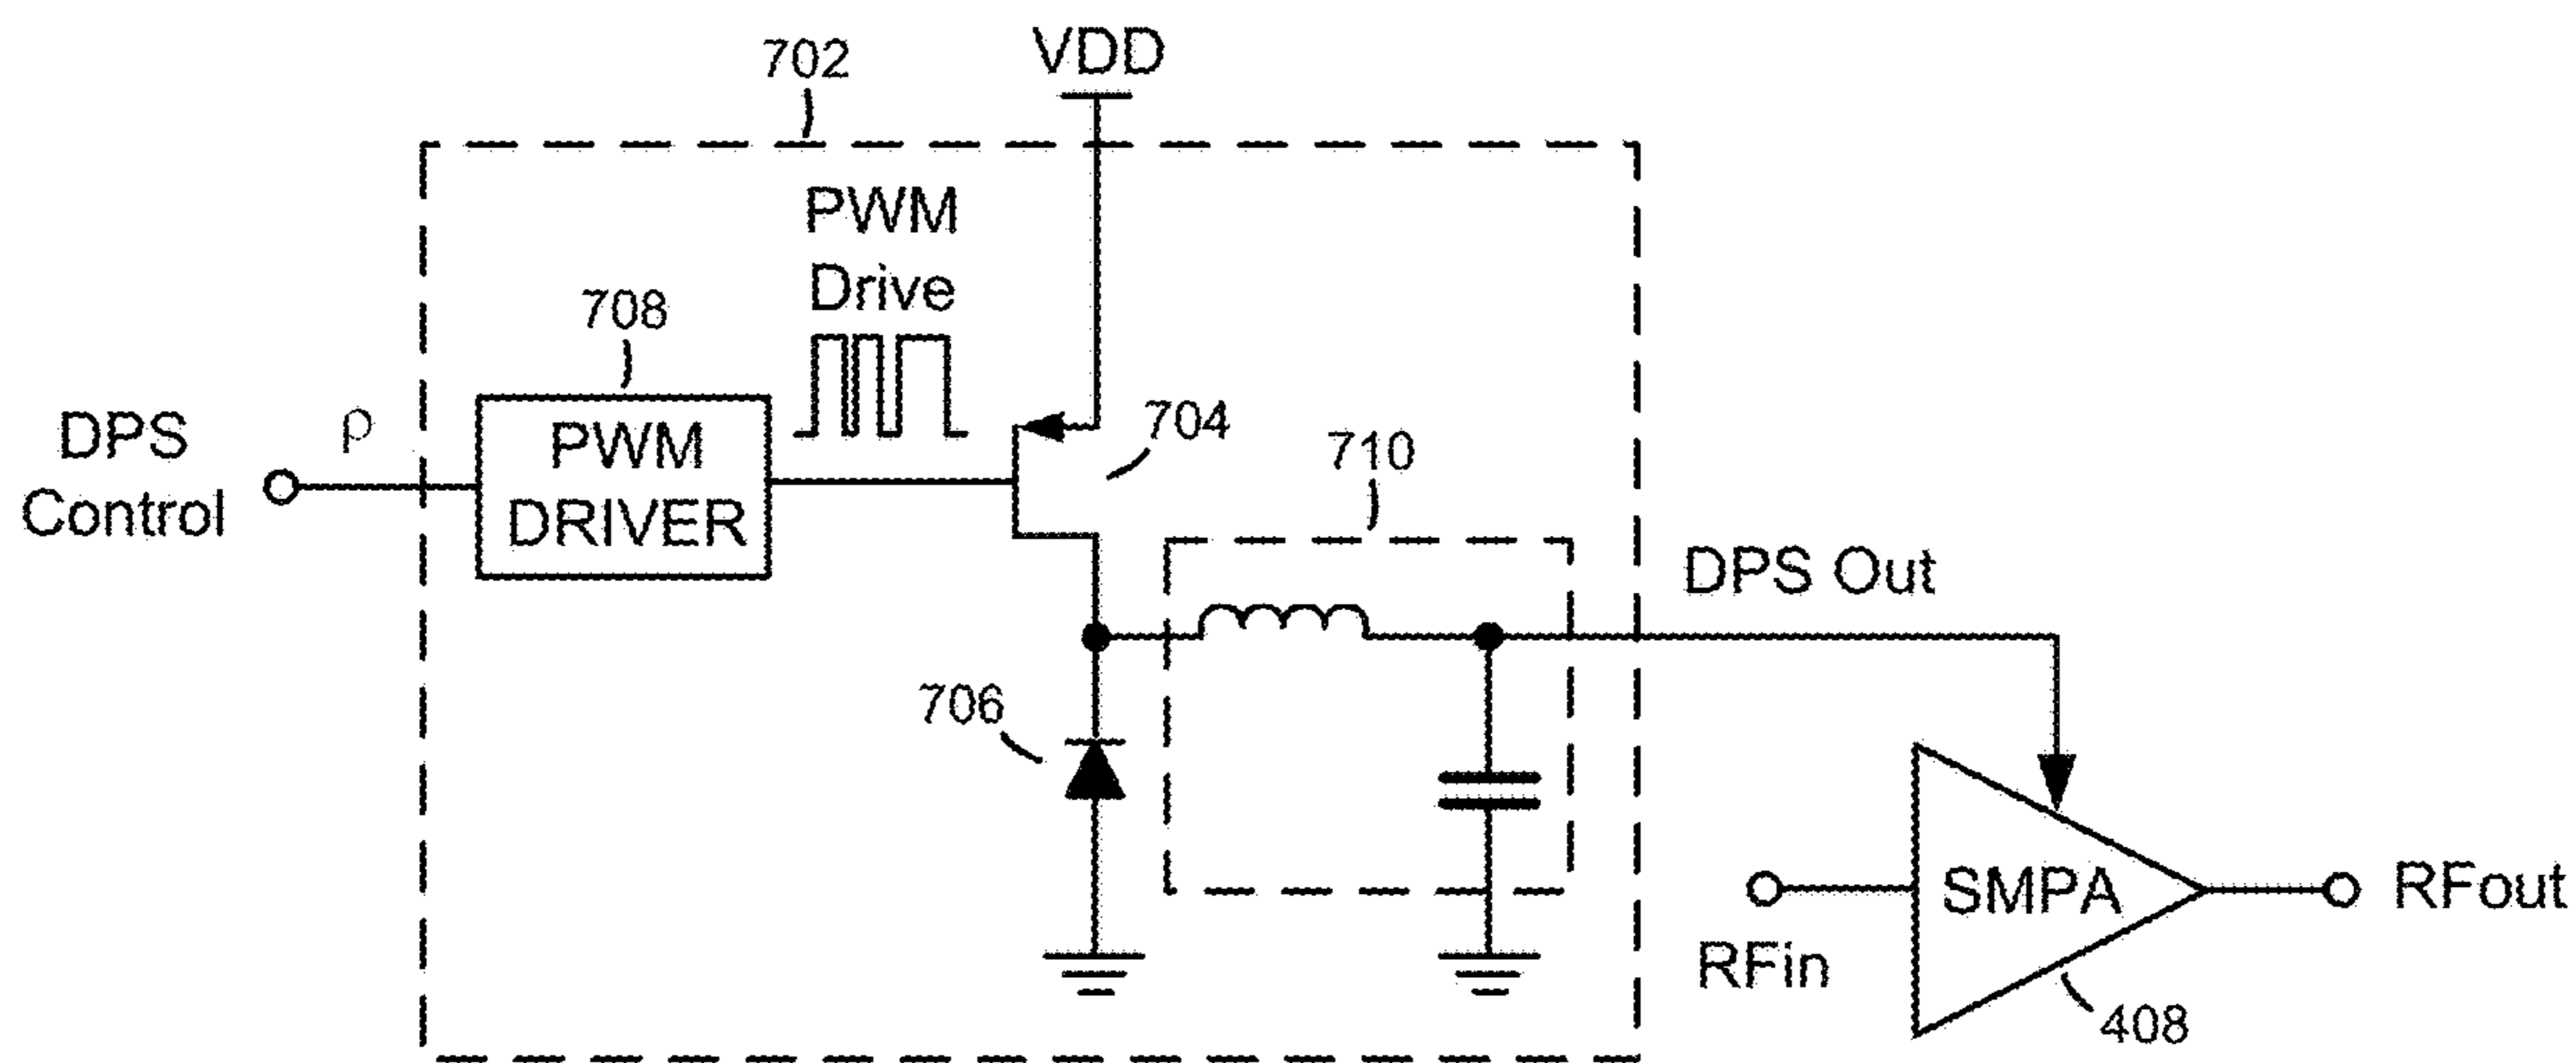 702
VDD
PWM
Drive
708
DPS
Control
ρ
PWM
DRIVER
704
710
DPS Out
706
SMPA
RFin
RFout
408